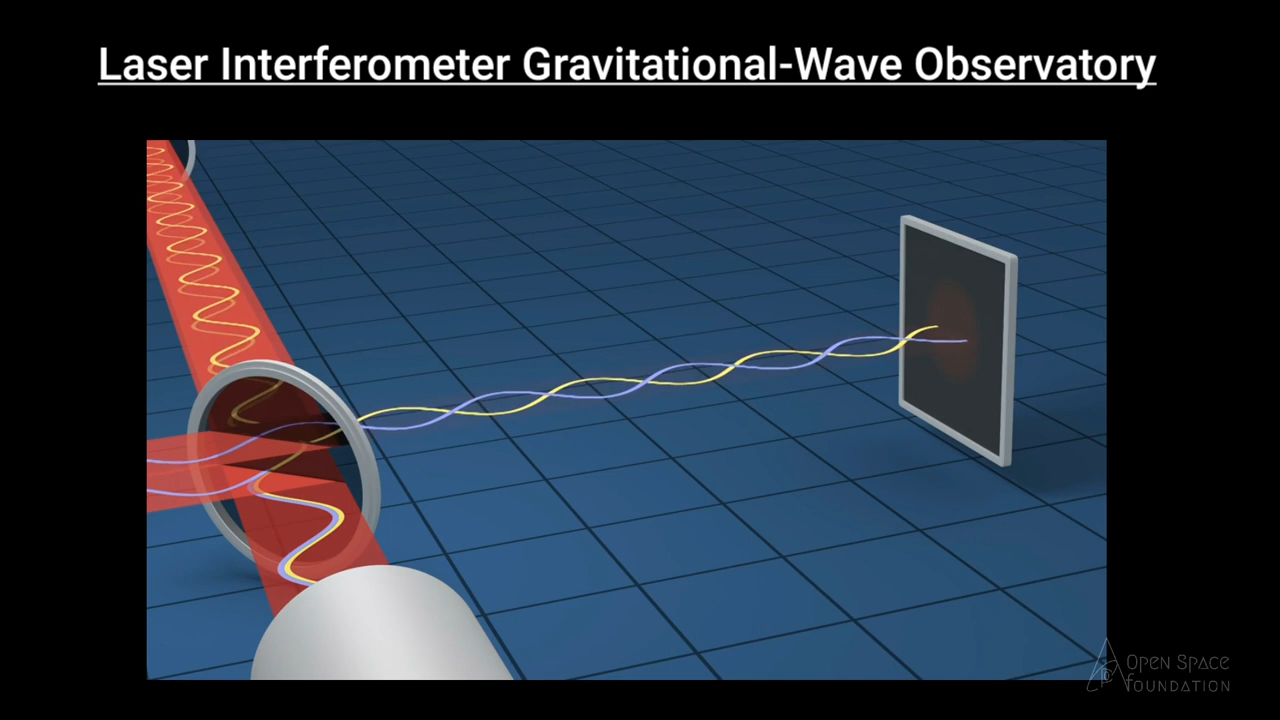 Laser Interferometer Gravitational-Wave Observatory
Open Space
Foundation